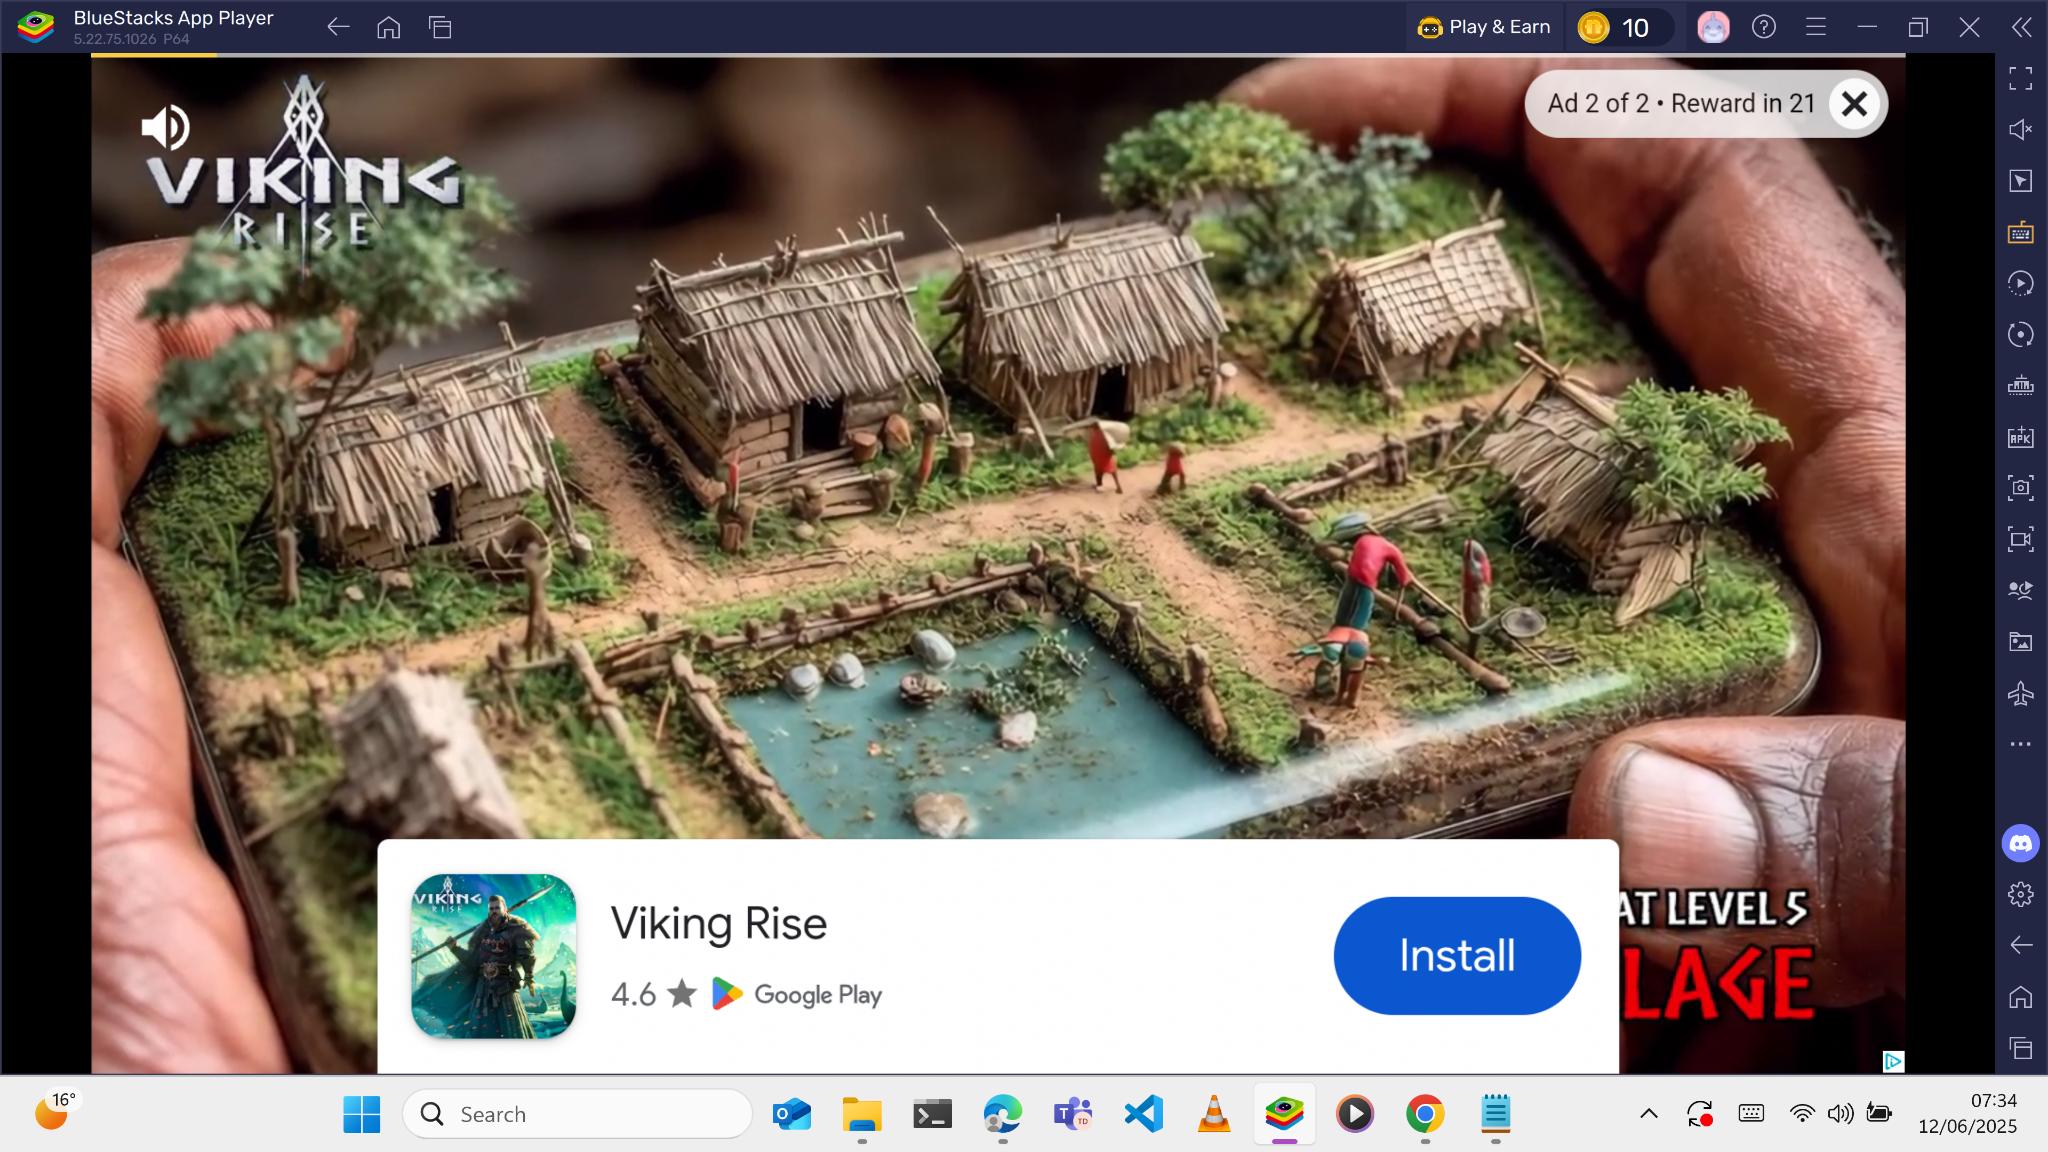 BlueStacks App Player
5.22.75.1026 P64
Play & Earn
10
Ad 2 of 2 • Reward in 21
VIKING
RISE
APK
VIKING
RISE
Viking Rise
4.6 ★ Google Play
Install
AT LEVEL 5
LAGE
16°
Search
TD
07:34
12/06/2025